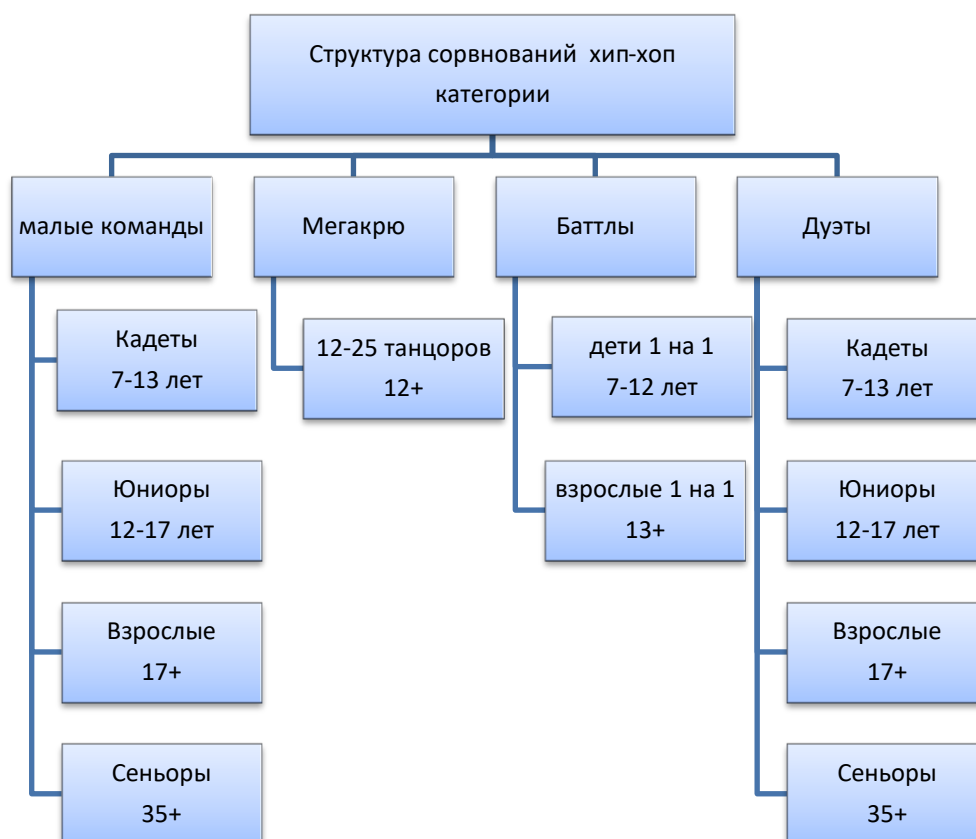 Структура сорвнований хип-хоп
категории
малые команды
Мегакрю
Баттлы
Дуэты
Кадеты
7-13 лет
Юниоры
12-17 лет
Взрослые
17+
Сеньоры
35+
12-25 танцоров
12+
дети 1 на 1
7-12 лет
взрослые 1 на 1
13+
Кадеты
7-13 лет
Юниоры
12-17 лет
Взрослые
17+
Сеньоры
35+